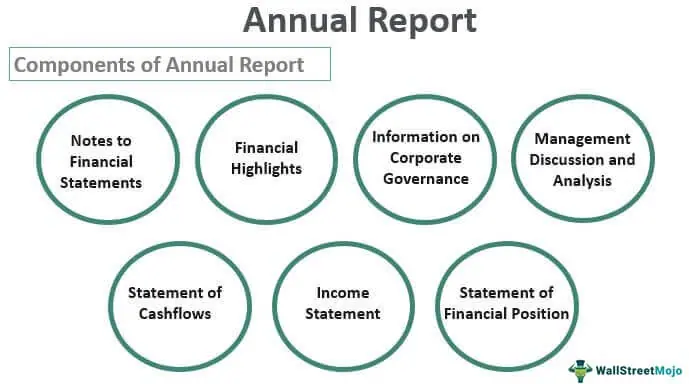 Annual Report
Components of Annual Report
Notes to
Financial
Statements
Financial
Highlights
Information on
Corporate
Governance
Management
Discussion and
Analysis
Statement of
Cashflows
Income
Statement
Statement of
Financial Position
WallStreetMojo